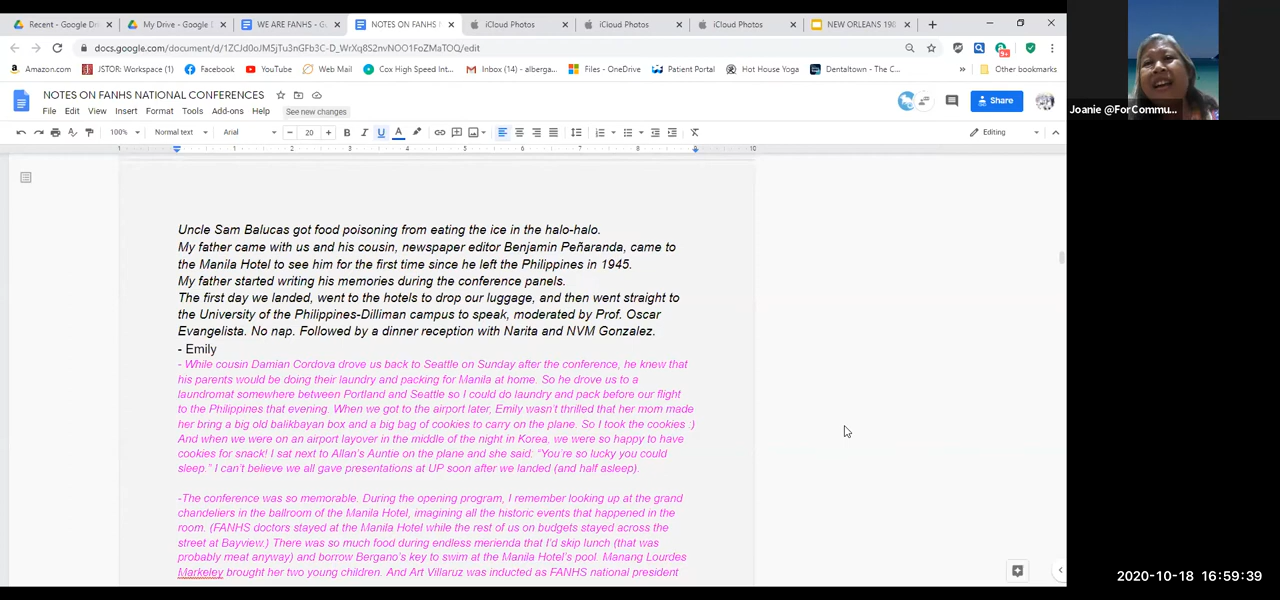 Recent - Google D
My Drive - Google
WE ARE FANHS - G
NOTES ON FANHS N
iCloud Photos
iCloud Photos
iCloud Photos
NEW ORLEANS 198
docs.google.com/document/d/1ZCJd0oJM5jTu3nGFb3C-D_WrXq8S2nvNOO1FoZMaTOQ/edit
Amazon.com
JSTOR: Workspace (1)
Facebook
YouTube
Web Mail
Cox High Speed Int...
Inbox (14) - alberga...
Files - OneDrive
Patient Portal
Hot House Yoga
Dentaltown - The C...
Other bookmarks
NOTES ON FANHS NATIONAL CONFERENCES
File Edit View Insert Format Tools Add-ons Help See new changes
Share
100% Normal text Arial 20 Editing
1 1 2 3 4 5 6 7 8 9 10
Uncle Sam Balucas got food poisoning from eating the ice in the halo-halo.
My father came with us and his cousin, newspaper editor Benjamin Peñaranda, came to
the Manila Hotel to see him for the first time since he left the Philippines in 1945.
My father started writing his memories during the conference panels.
The first day we landed, went to the hotels to drop our luggage, and then went straight to
the University of the Philippines-Dilliman campus to speak, moderated by Prof. Oscar
Evangelista. No nap. Followed by a dinner reception with Narita and NVM Gonzalez.
- Emily
- While cousin Damian Cordova drove us back to Seattle on Sunday after the conference, he knew that
his parents would be doing their laundry and packing for Manila at home. So he drove us to a
laundromat somewhere between Portland and Seattle so I could do laundry and pack before our flight
to the Philippines that evening. When we got to the airport later, Emily wasn't thrilled that her mom made
her bring a big old balikbayan box and a big bag of cookies to carry on the plane. So I took the cookies :)
And when we were on an airport layover in the middle of the night in Korea, we were so happy to have
cookies for snack! I sat next to Allan's Auntie on the plane and she said: "You're so lucky you could
sleep." I can't believe we all gave presentations at UP soon after we landed (and half asleep).
-The conference was so memorable. During the opening program, I remember looking up at the grand
chandeliers in the ballroom of the Manila Hotel, imagining all the historic events that happened in the
room. (FANHS doctors stayed at the Manila Hotel while the rest of us on budgets stayed across the
street at Bayview.) There was so much food during endless merienda that I'd skip lunch (that was
probably meat anyway) and borrow Bergano's key to swim at the Manila Hotel's pool. Manang Lourdes
Markeley brought her two young children. And Art Villaruz was inducted as FANHS national president
Joanie @ForCommu...
2020-10-18 16:59:39